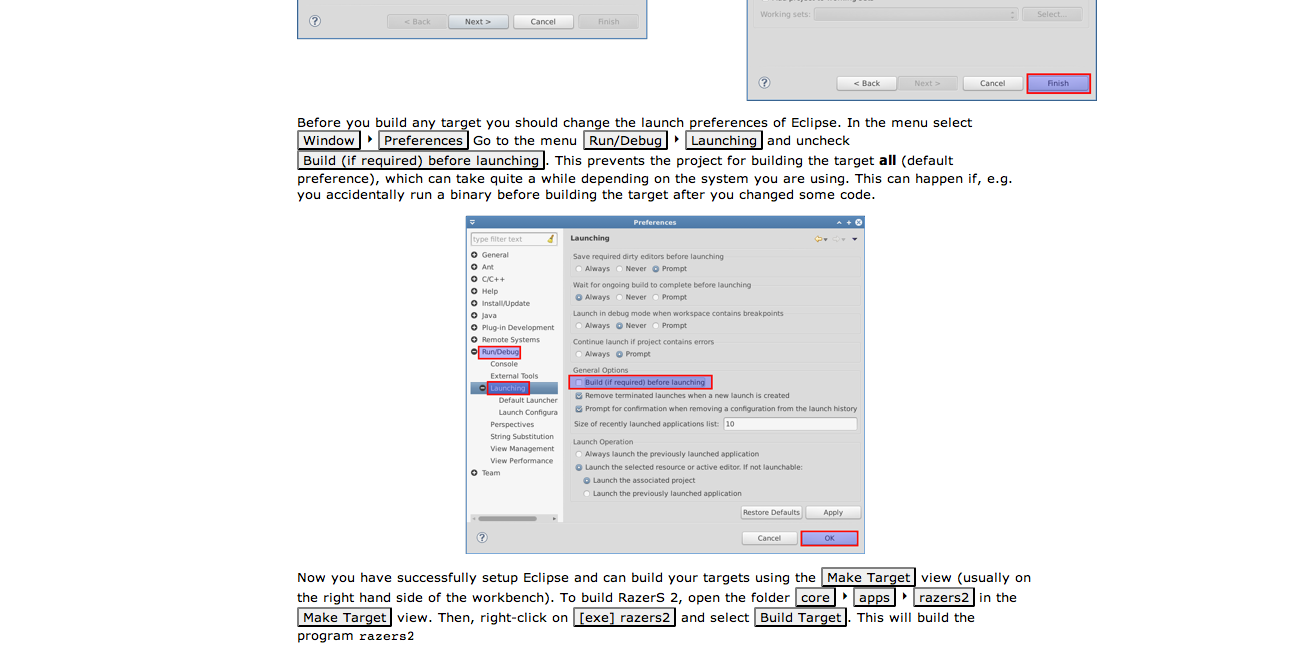 Working sets:
Select...
< Back Next > Cancel Finish
< Back Next > Cancel Finish
Before you build any target you should change the launch preferences of Eclipse. In the menu select
Window ‣ Preferences Go to the menu Run/Debug ‣ Launching and uncheck
Build (if required) before launching. This prevents the project for building the target all (default
preference), which can take quite a while depending on the system you are using. This can happen if, e.g.
you accidentally run a binary before building the target after you changed some code.
Preferences
type filter text
General
Ant
C/C++
Help
Install/Update
Java
Plug-in Development
Remote Systems
Run/Debug
Console
External Tools
Launching
Default Launcher
Launch Configura
Perspectives
String Substitution
View Management
View Performance
Team
Launching
Save required dirty editors before launching
Always Never Prompt
Wait for ongoing build to complete before launching
Always Never Prompt
Launch in debug mode when workspace contains breakpoints
Always Never Prompt
Continue launch if project contains errors
Always Prompt
General Options
Build (if required) before launching
Remove terminated launches when a new launch is created
Prompt for confirmation when removing a configuration from the launch history
Size of recently launched applications list: 10
Launch Operation
Always launch the previously launched application
Launch the selected resource or active editor. If not launchable:
Launch the associated project
Launch the previously launched application
Restore Defaults Apply
Cancel OK
Now you have successfully setup Eclipse and can build your targets using the Make Target view (usually on
the right hand side of the workbench). To build RazerS 2, open the folder core ‣ apps ‣ razers2 in the
Make Target view. Then, right-click on [exe] razers2 and select Build Target. This will build the
program razers2